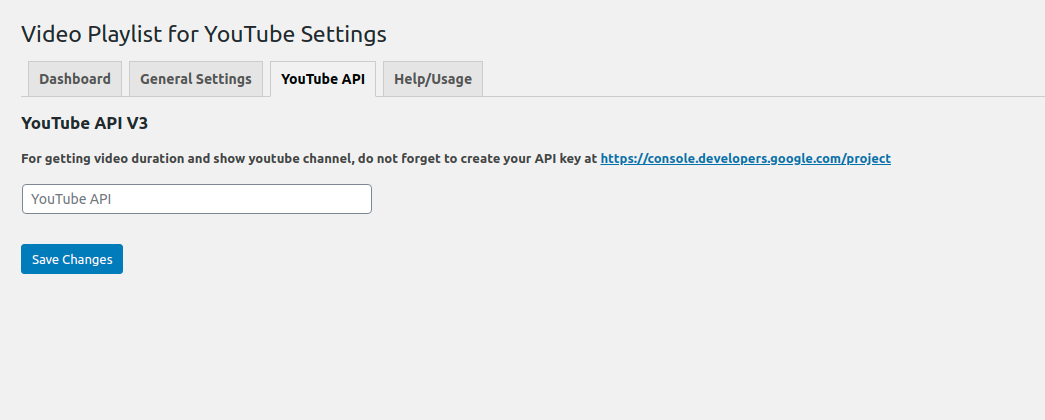 Video Playlist for YouTube Settings
Dashboard General Settings YouTube API Help/Usage
YouTube API V3
For getting video duration and show youtube channel, do not forget to create your API key at https://console.developers.google.com/project
YouTube API
Save Changes